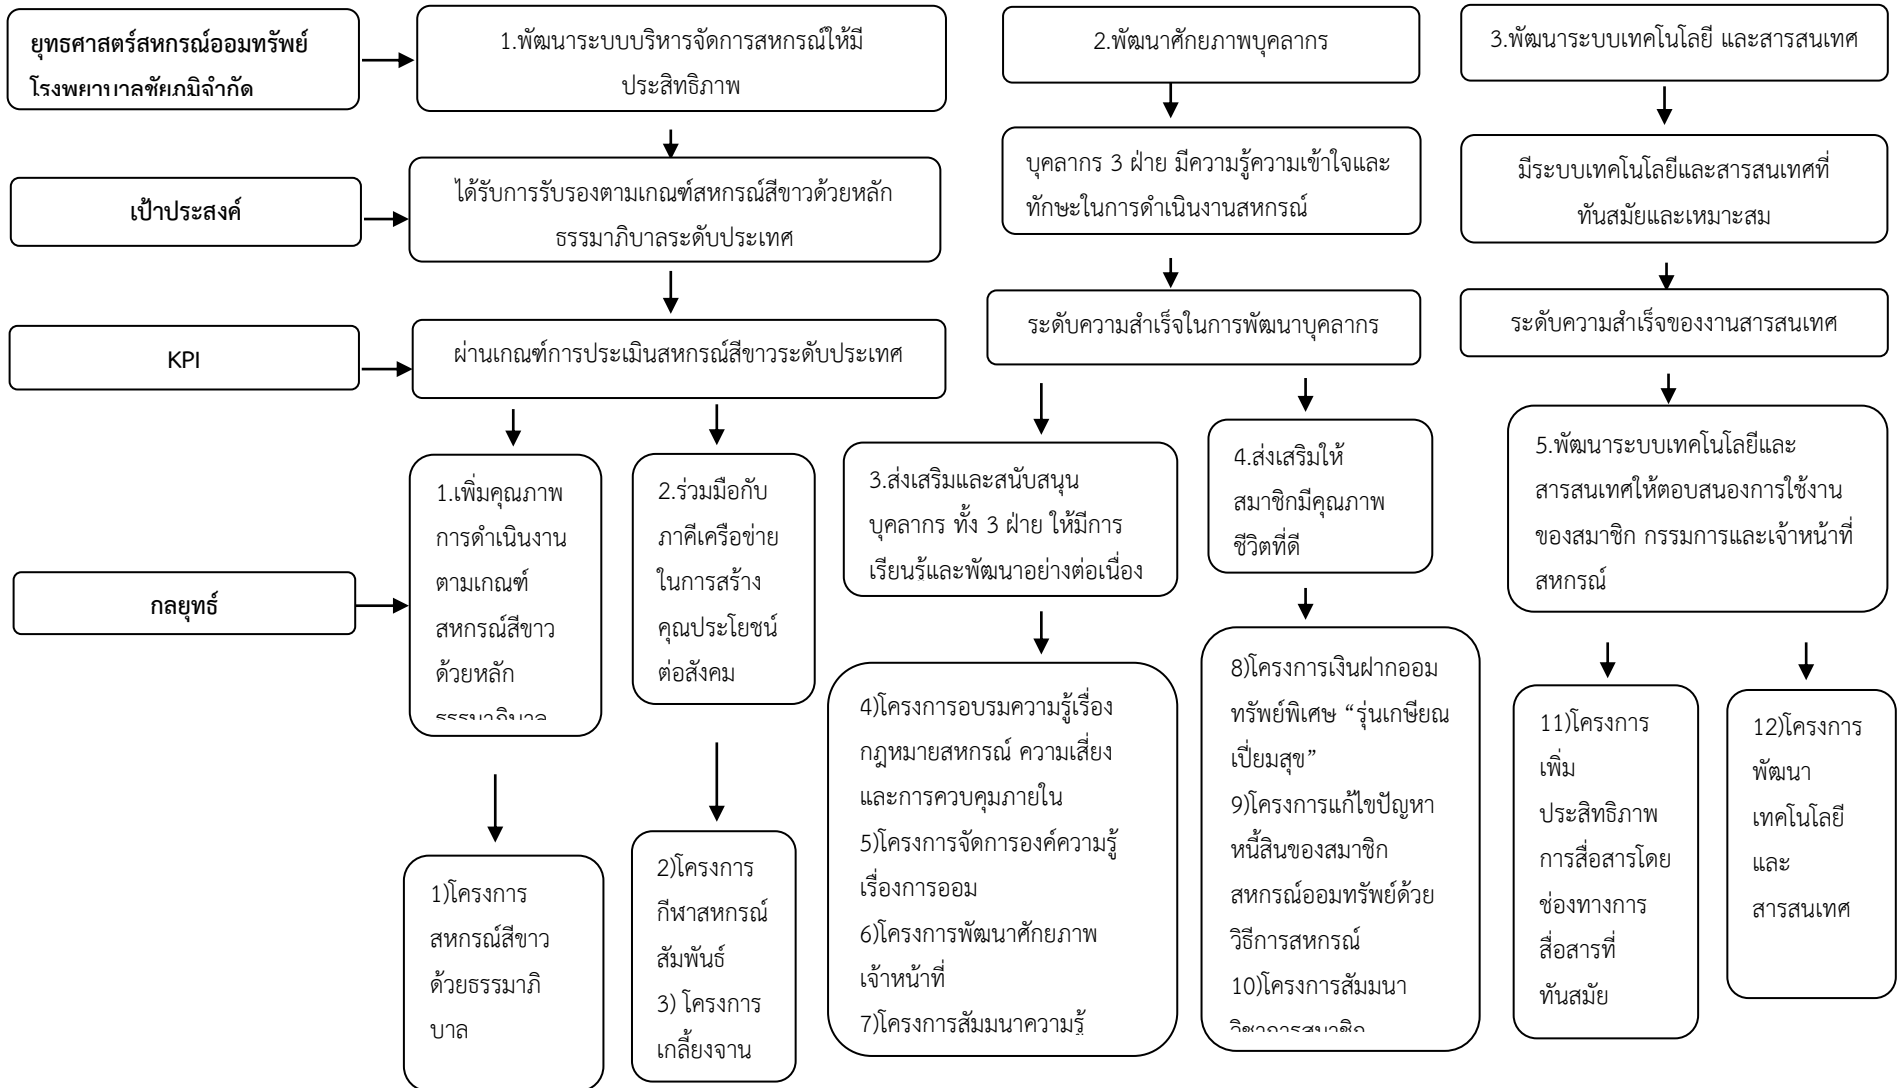 ยุทธศาสตร์สหกรณ์ออมทรัพย์
โรงพยาบาลชัยภูมิจำกัด
1.พัฒนาระบบบริหารจัดการสหกรณ์ให้มี
ประสิทธิภาพ
2.พัฒนาศักยภาพบุคลากร
3.พัฒนาระบบเทคโนโลยี และสารสนเทศ
เป้าประสงค์
ได้รับการรับรองตามเกณฑ์สหกรณ์สีขาวด้วยหลัก
ธรรมาภิบาลระดับประเทศ
บุคลากร 3 ฝ่าย มีความรู้ความเข้าใจและ
ทักษะในการดำเนินงานสหกรณ์
มีระบบเทคโนโลยีและสารสนเทศที่
ทันสมัยและเหมาะสม
KPI
ผ่านเกณฑ์การประเมินสหกรณ์สีขาวระดับประเทศ
ระดับความสำเร็จในการพัฒนาบุคลากร
ระดับความสำเร็จของงานสารสนเทศ
กลยุทธ์
1.เพิ่มคุณภาพ
การดำเนินงาน
ตามเกณฑ์
สหกรณ์สีขาว
ด้วยหลัก
ธรรมาภิบาล
2.ร่วมมือกับ
ภาคีเครือข่าย
ในการสร้าง
คุณประโยชน์
ต่อสังคม
3.ส่งเสริมและสนับสนุน
บุคลากร ทั้ง 3 ฝ่าย ให้มีการ
เรียนรู้และพัฒนาอย่างต่อเนื่อง
4.ส่งเสริมให้
สมาชิกมีคุณภาพ
ชีวิตที่ดี
5.พัฒนาระบบเทคโนโลยีและ
สารสนเทศให้ตอบสนองการใช้งาน
ของสมาชิก กรรมการและเจ้าหน้าที่
สหกรณ์
1)โครงการ
สหกรณ์สีขาว
ด้วยธรรมาภิ
บาล
2)โครงการ
กีฬาสหกรณ์
สัมพันธ์
3) โครงการ
เกลี้ยงจาน
4)โครงการอบรมความรู้เรื่อง
กฎหมายสหกรณ์ ความเสี่ยง
และการควบคุมภายใน
5)โครงการจัดการองค์ความรู้
เรื่องการออม
6)โครงการพัฒนาศักยภาพ
เจ้าหน้าที่
7)โครงการสัมมนาความรู้
8)โครงการเงินฝากออม
ทรัพย์พิเศษ “รุ่นเกษียณ
เปี่ยมสุข”
9)โครงการแก้ไขปัญหา
หนี้สินของสมาชิก
สหกรณ์ออมทรัพย์ด้วย
วิธีการสหกรณ์
10)โครงการสัมมนา
วิชาการสมาชิก
11)โครงการ
เพิ่ม
ประสิทธิภาพ
การสื่อสารโดย
ช่องทางการ
สื่อสารที่
ทันสมัย
12)โครงการ
พัฒนา
เทคโนโลยี
และ
สารสนเทศ